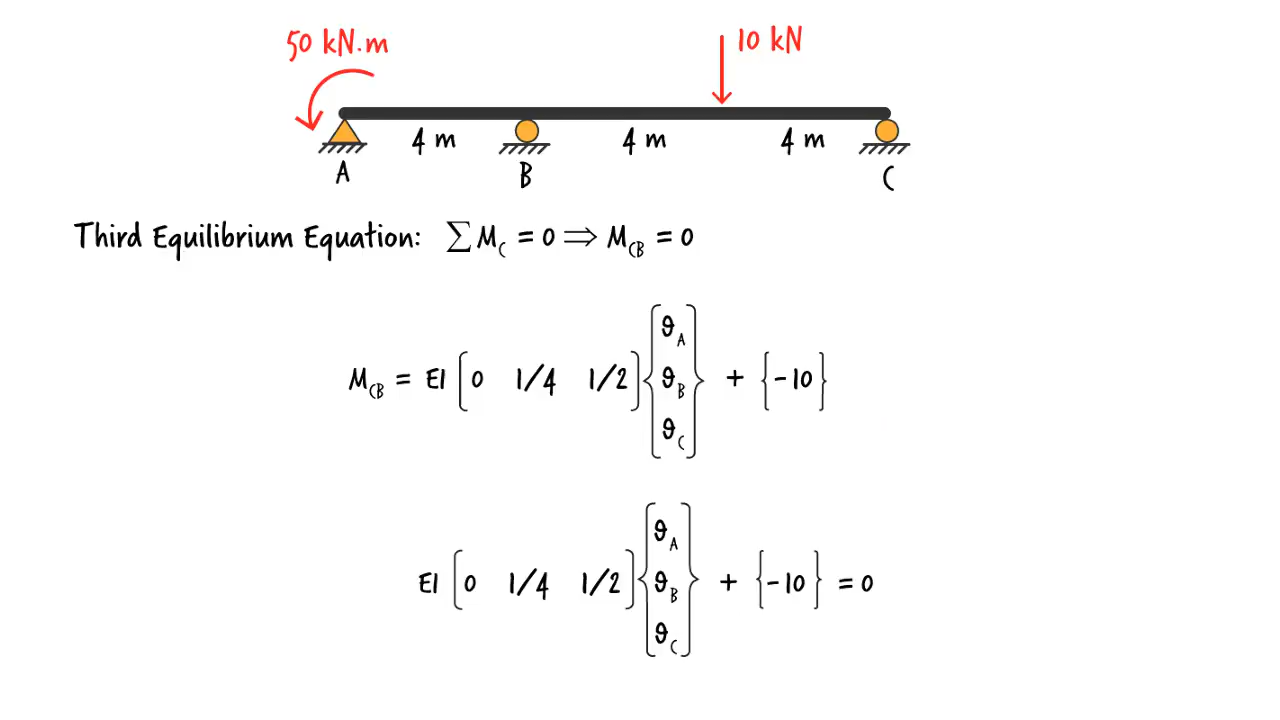 50 kN.m
10 kN
4 m 4 m 4 m
A B C
Third Equilibrium Equation: ∑M_C = 0 ⟹ M_CB = 0
M_CB = EI [0 1/4 1/2] {θ_A θ_B θ_C} + {-10}
EI [0 1/4 1/2] {θ_A θ_B θ_C} + {-10} = 0